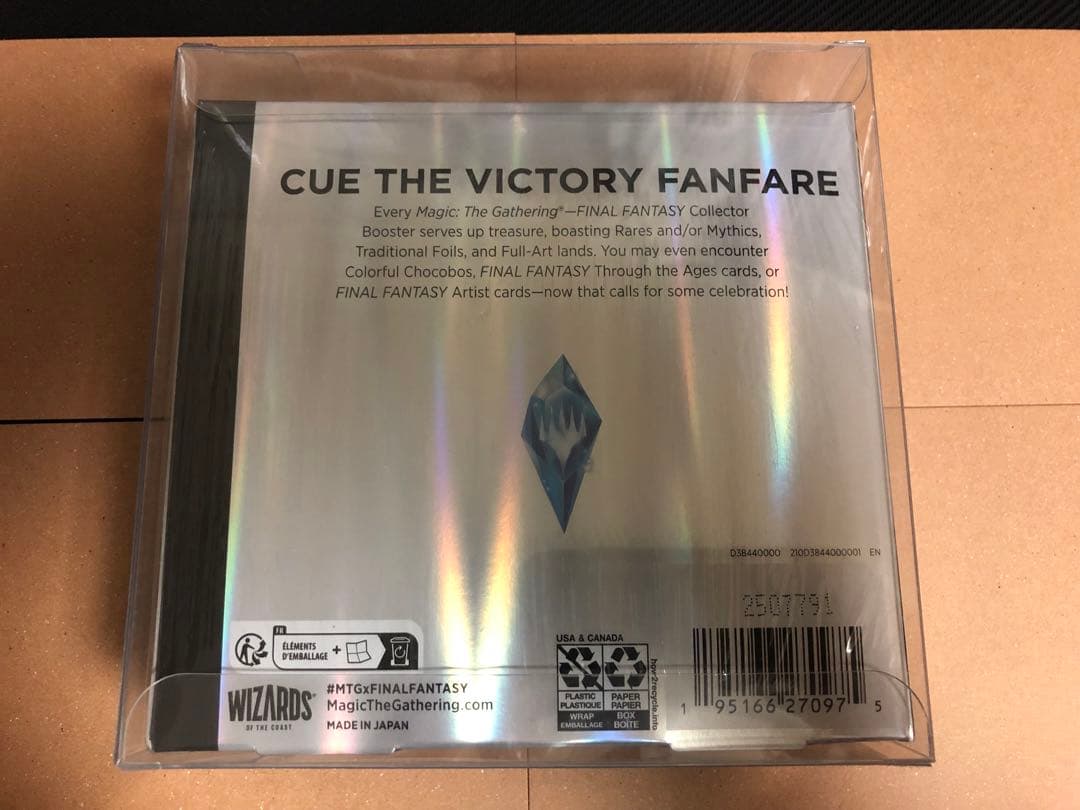 CUE THE VICTORY FANFARE
Every Magic: The Gathering®—FINAL FANTASY Collector
Booster serves up treasure, boasting Rares and/or Mythics,
Traditional Foils, and Full-Art lands. You may even encounter
Colorful Chocobos, FINAL FANTASY Through the Ages cards, or
FINAL FANTASY Artist cards—now that calls for some celebration!
D38440000 210D3844000001 EN
2507791
FR
ÉLÉMENTS
D'EMBALLAGE +
WIZARDS®
OF THE COAST
#MTGxFINALFANTASY
MagicTheGathering.com
MADE IN JAPAN
USA & CANADA
PLASTIC
PLASTIQUE
WRAP
EMBALLAGE
PAPER
PAPIER
BOX
BOÎTE
how2recycle.info
1 95166 27097 5